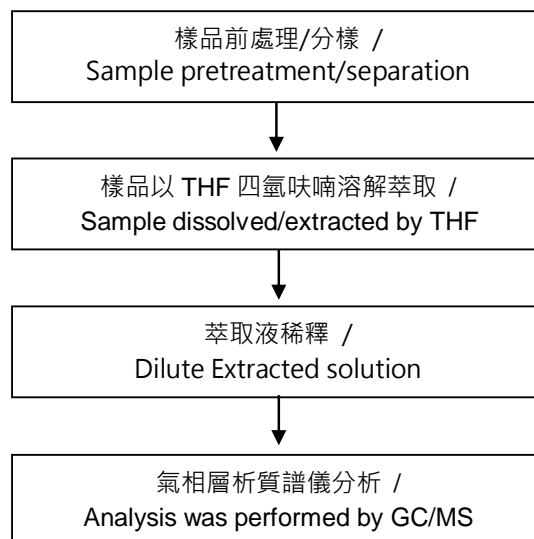 樣品前處理/分樣 /
Sample pretreatment/separation
樣品以 THF 四氫呋喃溶解萃取 /
Sample dissolved/extracted by THF
萃取液稀釋 /
Dilute Extracted solution
氣相層析質譜儀分析 /
Analysis was performed by GC/MS